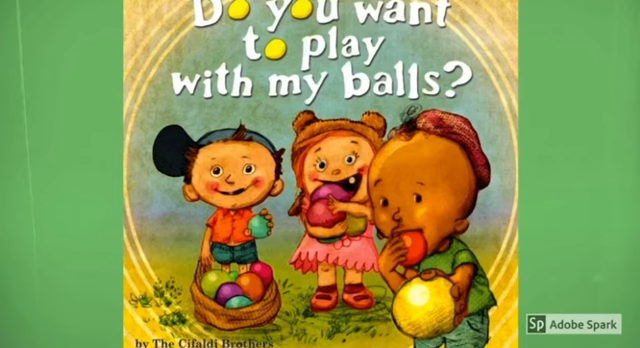 Do you want
to play
with my balls?
by The Cifaldi Brothers
Sp Adobe Spark